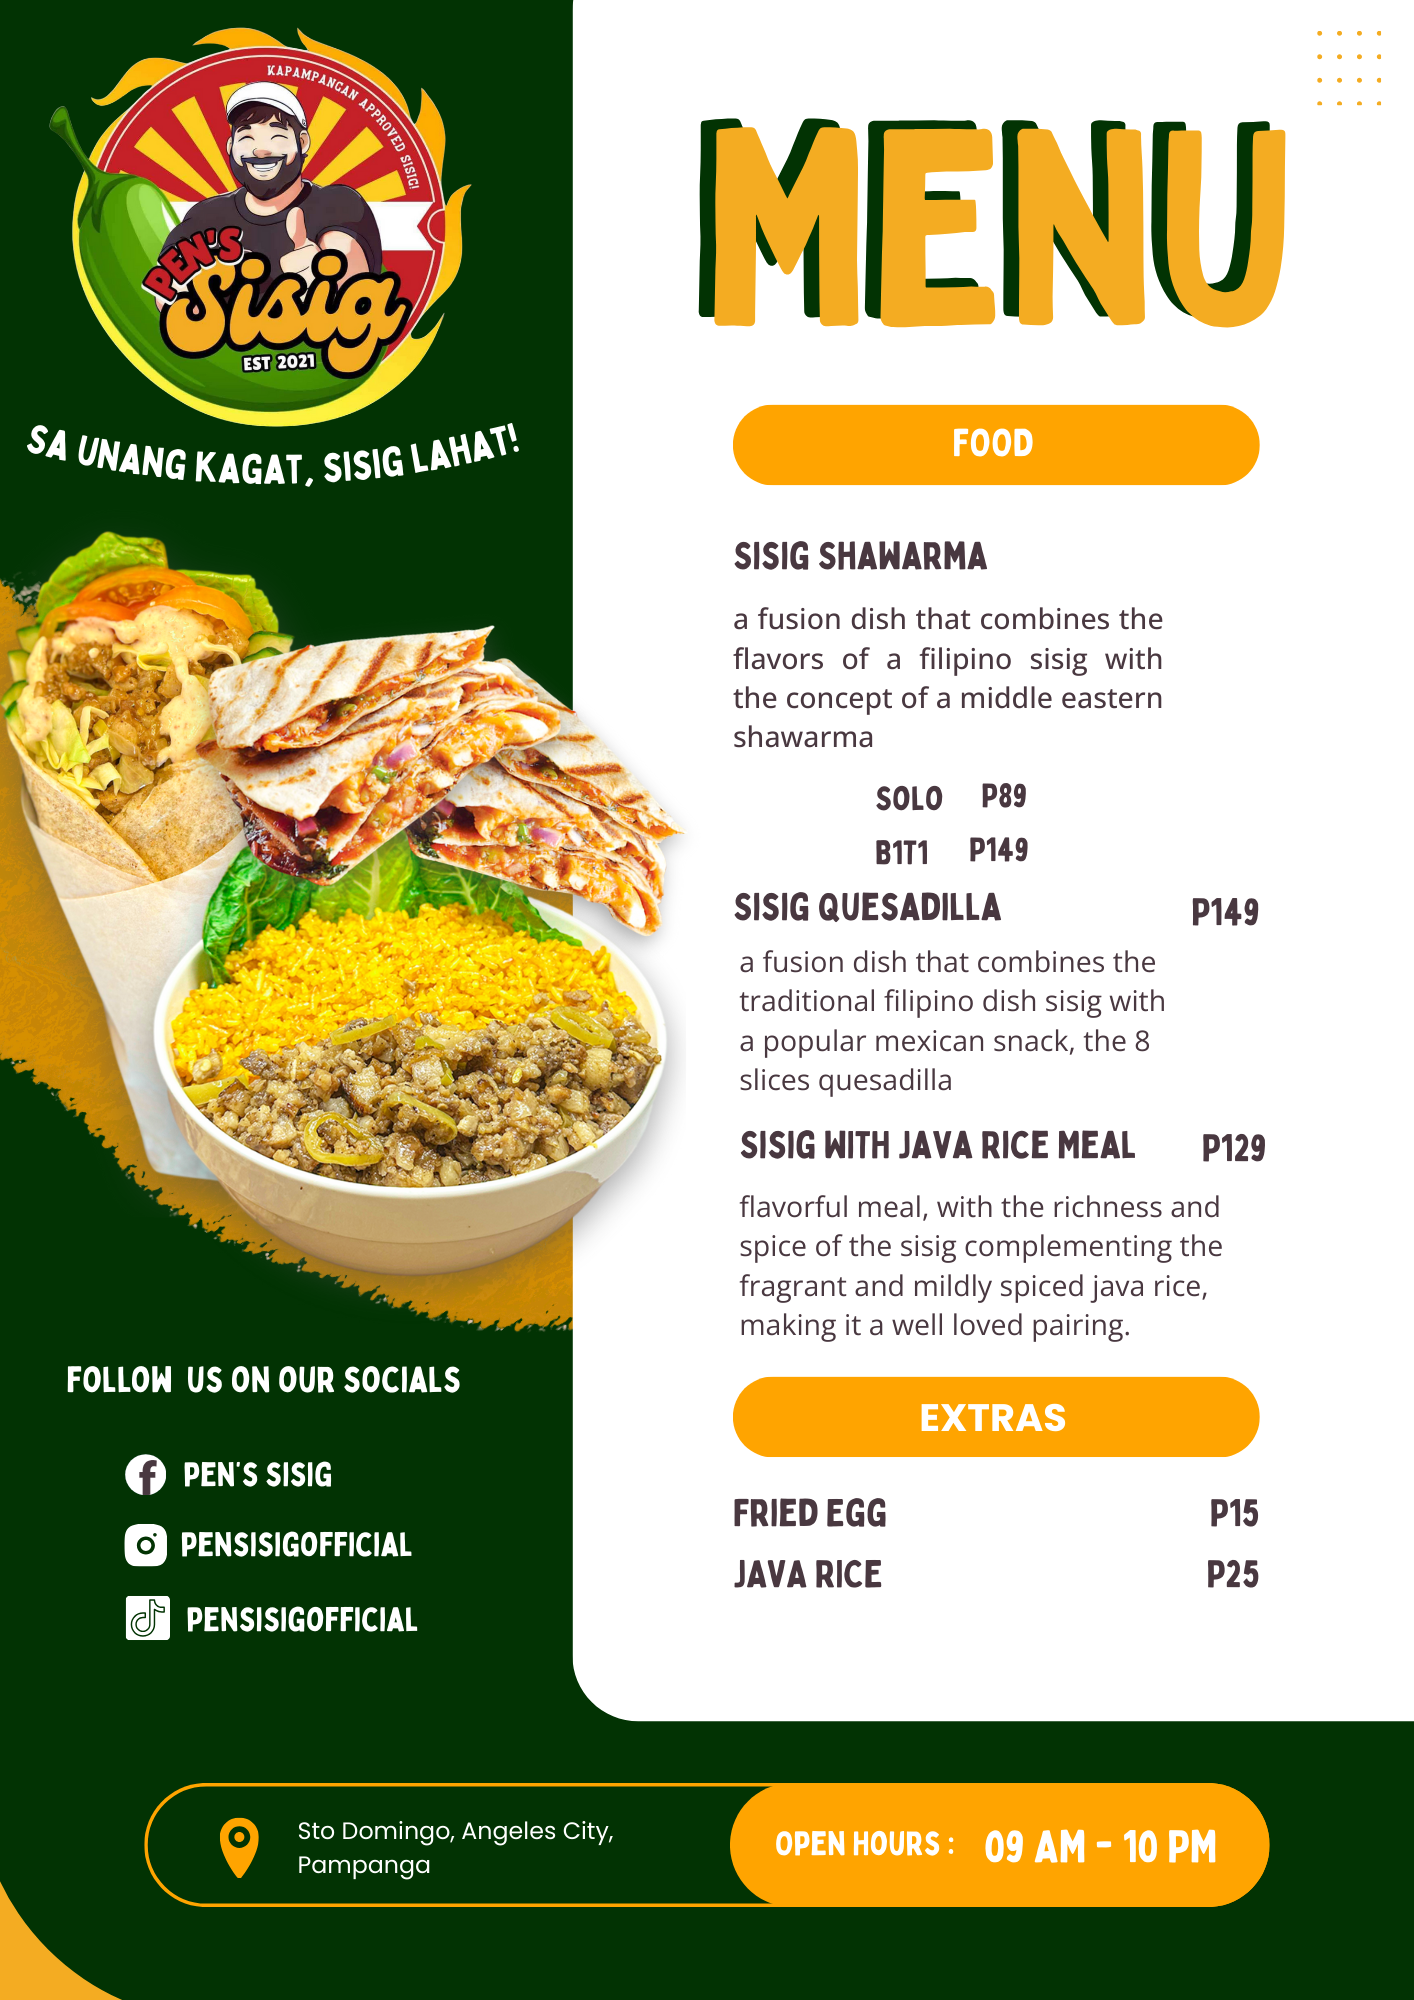 KAPAMPANGAN APPROVED SISIG!
PEN'S
Sisig
EST 2021
SA UNANG KAGAT, SISIG LAHAT!
MENU
FOOD
SISIG SHAWARMA
a fusion dish that combines the
flavors of a filipino sisig with
the concept of a middle eastern
shawarma
SOLO P89
B1T1 P149
SISIG QUESADILLA P149
a fusion dish that combines the
traditional filipino dish sisig with
a popular mexican snack, the 8
slices quesadilla
SISIG WITH JAVA RICE MEAL P129
flavorful meal, with the richness and
spice of the sisig complementing the
fragrant and mildly spiced java rice,
making it a well loved pairing.
EXTRAS
FRIED EGG P15
JAVA RICE P25
FOLLOW US ON OUR SOCIALS
PEN'S SISIG
PENSISIGOFFICIAL
PENSISIGOFFICIAL
Sto Domingo, Angeles City,
Pampanga
OPEN HOURS : 09 AM - 10 PM